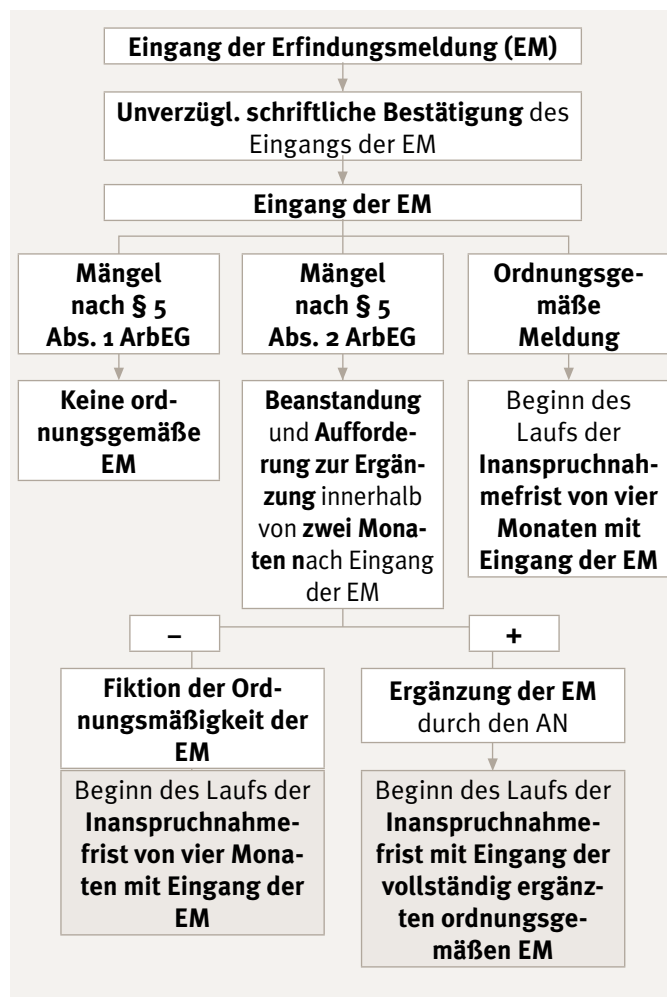 Eingang der Erfindungsmeldung (EM)
Unverzügl. schriftliche Bestätigung des
Eingangs der EM
Eingang der EM
Mängel
nach § 5
Abs. 1 ArbEG
Mängel
nach § 5
Abs. 2 ArbEG
Ordnungsge-
mäße
Meldung
Keine ord-
nungsgemäße
EM
Beanstandung
und Aufforde-
rung zur Ergän-
zung innerhalb
von zwei Mona-
ten nach Eingang
der EM
Beginn des
Laufs der
Inanspruchnah-
mefrist von vier
Monaten mit
Eingang der EM
–
+
Fiktion der Ord-
nungsmäßigkeit der
EM
Ergänzung der EM
durch den AN
Beginn des Laufs der
Inanspruchnahme-
frist von vier Mona-
ten mit Eingang der
EM
Beginn des Laufs der
Inanspruchnahme-
frist mit Eingang der
vollständig ergänz-
ten ordnungsge-
mäßen EM